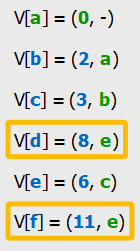 V[a] = (0, -)
V[b] = (2, a)
V[c] = (3, b)
V[d] = (8, e)
V[e] = (6, c)
V[f] = (11, e)